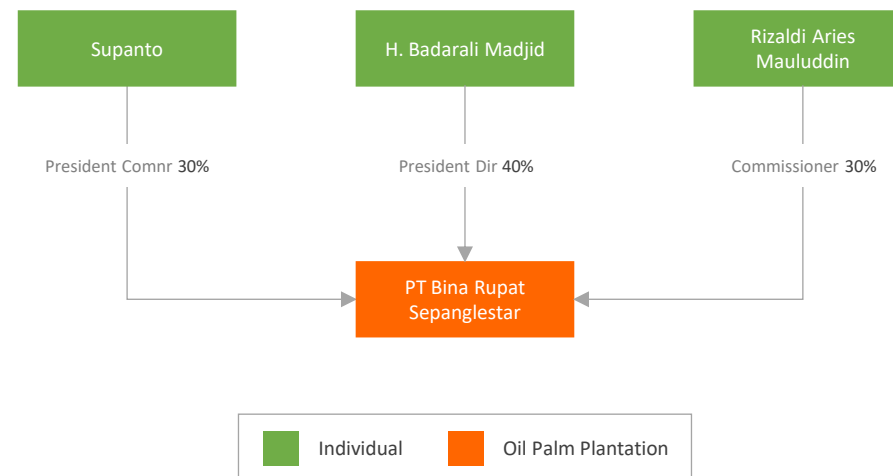 Supanto
H. Badarali Madjid
Rizaldi Aries
Mauluddin
President Comnr 30%
President Dir 40%
Commissioner 30%
PT Bina Rupat
Sepanglestar
Individual
Oil Palm Plantation